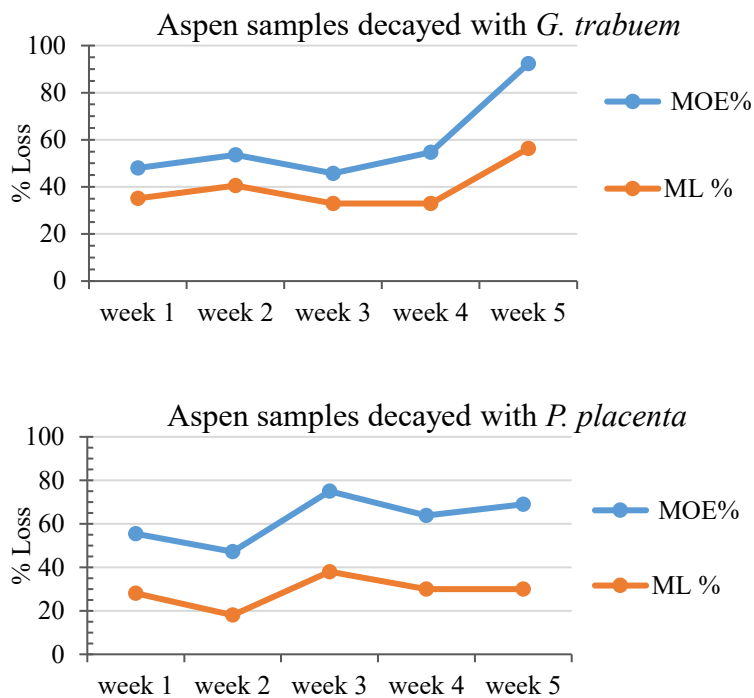 Aspen samples decayed with G. trabuem
100
80
60
40
20
0
% Loss
week 1 week 2 week 3 week 4 week 5
MOE%
ML %
Aspen samples decayed with P. placenta
100
80
60
40
20
0
% Loss
week 1 week 2 week 3 week 4 week 5
MOE%
ML %